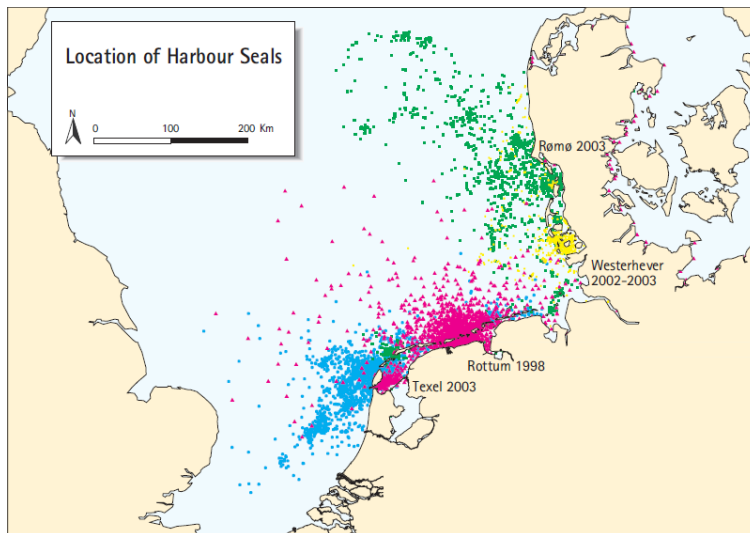 Location of Harbour Seals
N
0 100 200 Km
Rømø 2003
Westerhever
2002-2003
Rottum 1998
Texel 2003